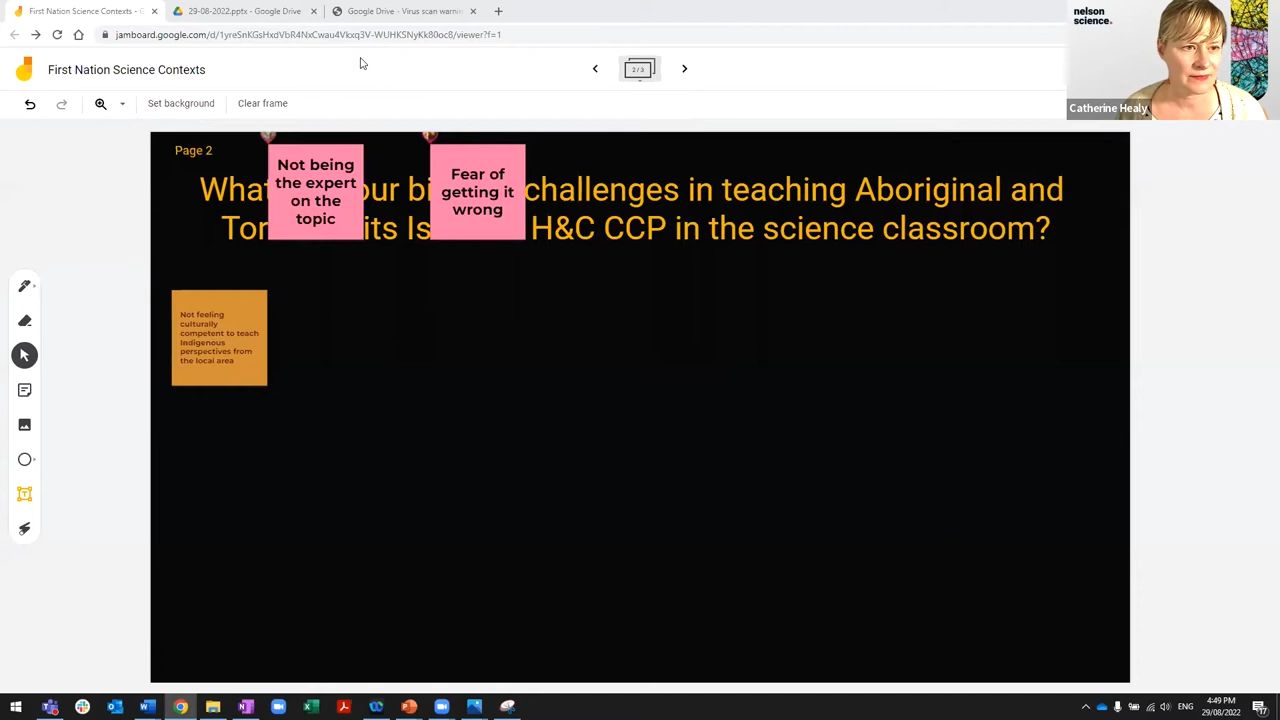 First Nation Science Contexts - G
29-08-2022.pptx - Google Drive
Google Drive - Virus scan warni
jamboard.google.com/d/1yreSnKGsHxdVbR4NxCwau4Vkxq3V-WUHKSNyKk80oc8/viewer?f=1
nelson
science.
First Nation Science Contexts
2 / 3
Catherine Healy
Set background
Clear frame
Page 2
What our bi challenges in teaching Aboriginal and
Tor its Is H&C CCP in the science classroom?
Not being
the expert
on the
topic
Fear of
getting it
wrong
Not feeling
culturally
competent to teach
Indigenous
perspectives from
the local area
ENG
4:49 PM
29/08/2022
17